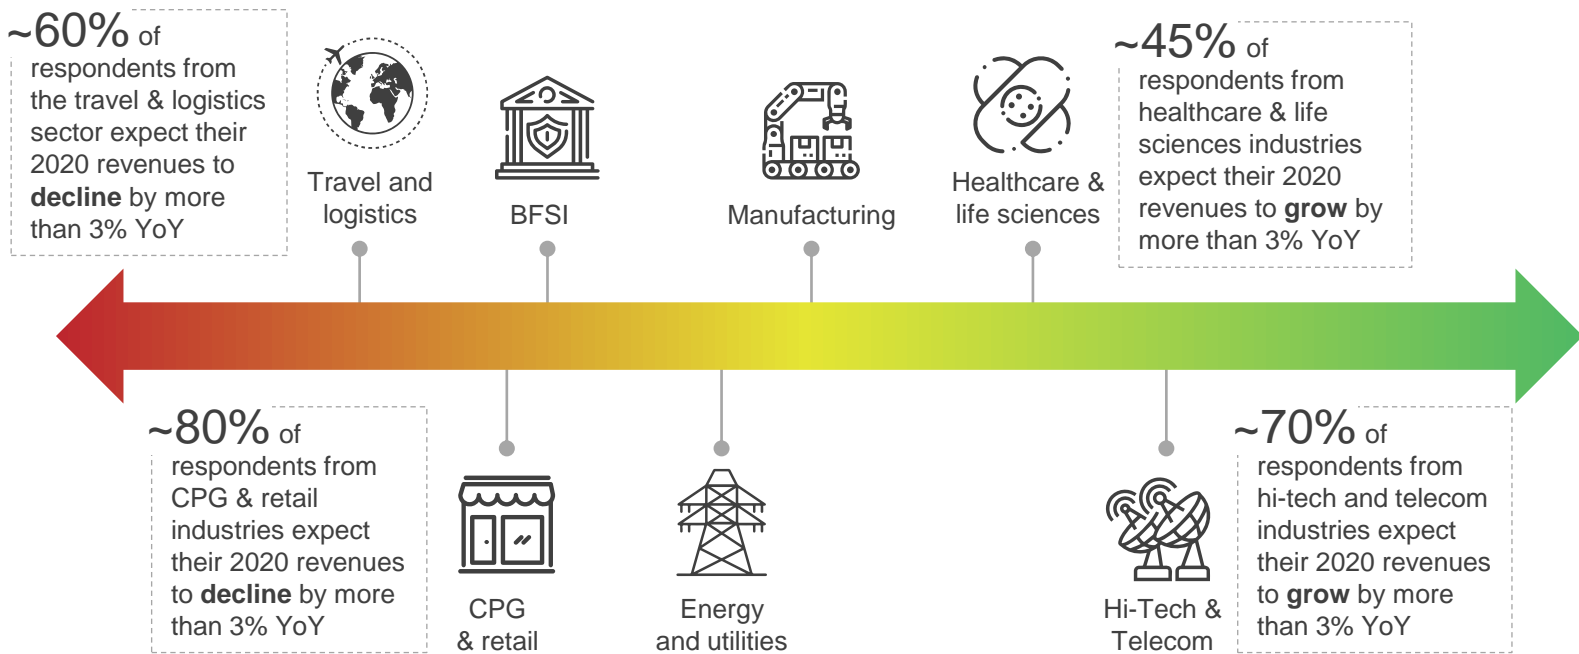 ~60% of
respondents from
the travel & logistics
sector expect their
2020 revenues to
decline by more
than 3% YoY
Travel and
logistics
BFSI
Manufacturing
Healthcare &
life sciences
~45% of
respondents from
healthcare & life
sciences industries
expect their 2020
revenues to grow by
more than 3% YoY
~80% of
respondents from
CPG & retail
industries expect
their 2020 revenues
to decline by more
than 3% YoY
CPG
& retail
Energy
and utilities
Hi-Tech &
Telecom
~70% of
respondents from
hi-tech and telecom
industries expect
their 2020 revenues
to grow by more
than 3% YoY